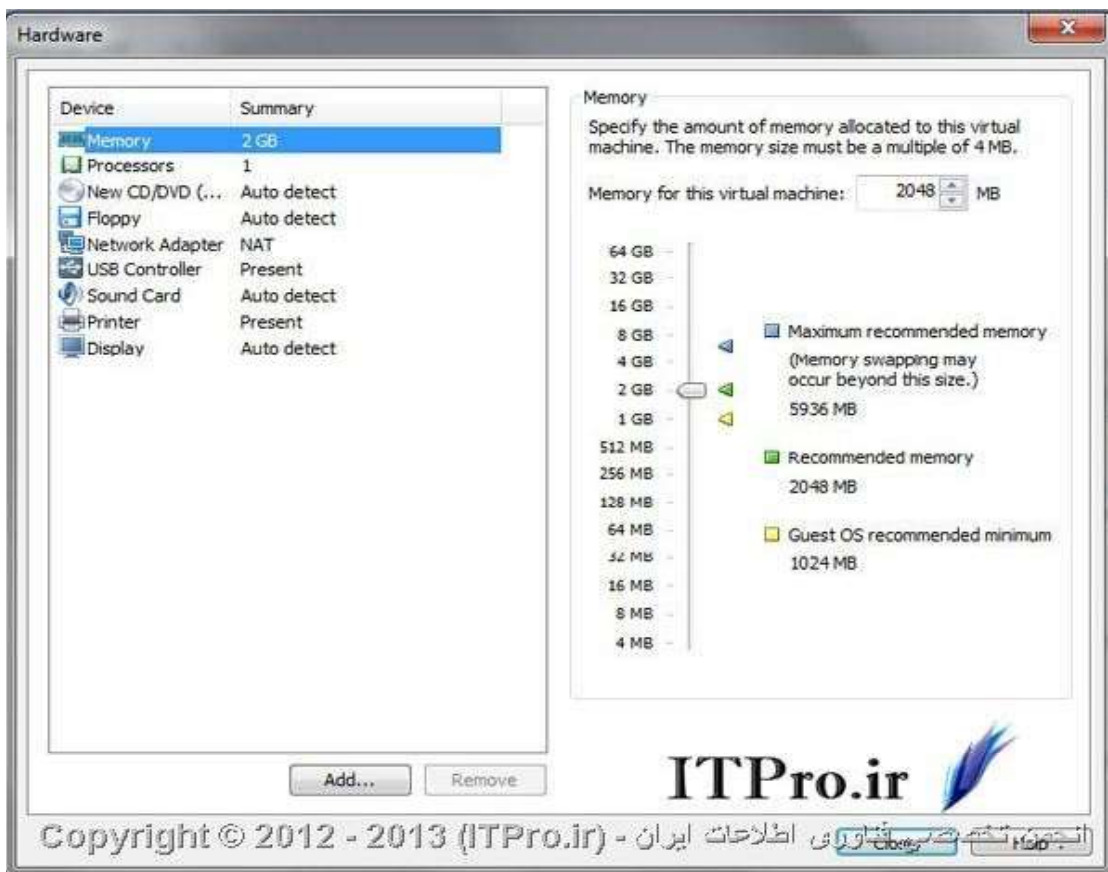 Hardware
Device Summary
Memory 2 GB
Processors 1
New CD/DVD (... Auto detect
Floppy Auto detect
Network Adapter NAT
USB Controller Present
Sound Card Auto detect
Printer Present
Display Auto detect
Add... Remove
Memory
Specify the amount of memory allocated to this virtual
machine. The memory size must be a multiple of 4 MB.
Memory for this virtual machine: 2048 MB
64 GB
32 GB
16 GB
8 GB
4 GB
2 GB
1 GB
512 MB
256 MB
128 MB
64 MB
32 MB
16 MB
8 MB
4 MB
Maximum recommended memory
(Memory swapping may
occur beyond this size.)
5936 MB
Recommended memory
2048 MB
Guest OS recommended minimum
1024 MB
ITPro.ir
Copyright © 2012 - 2013 (ITPro.ir) - انجمن تخصصی فناوری اطلاعات ایران
Help